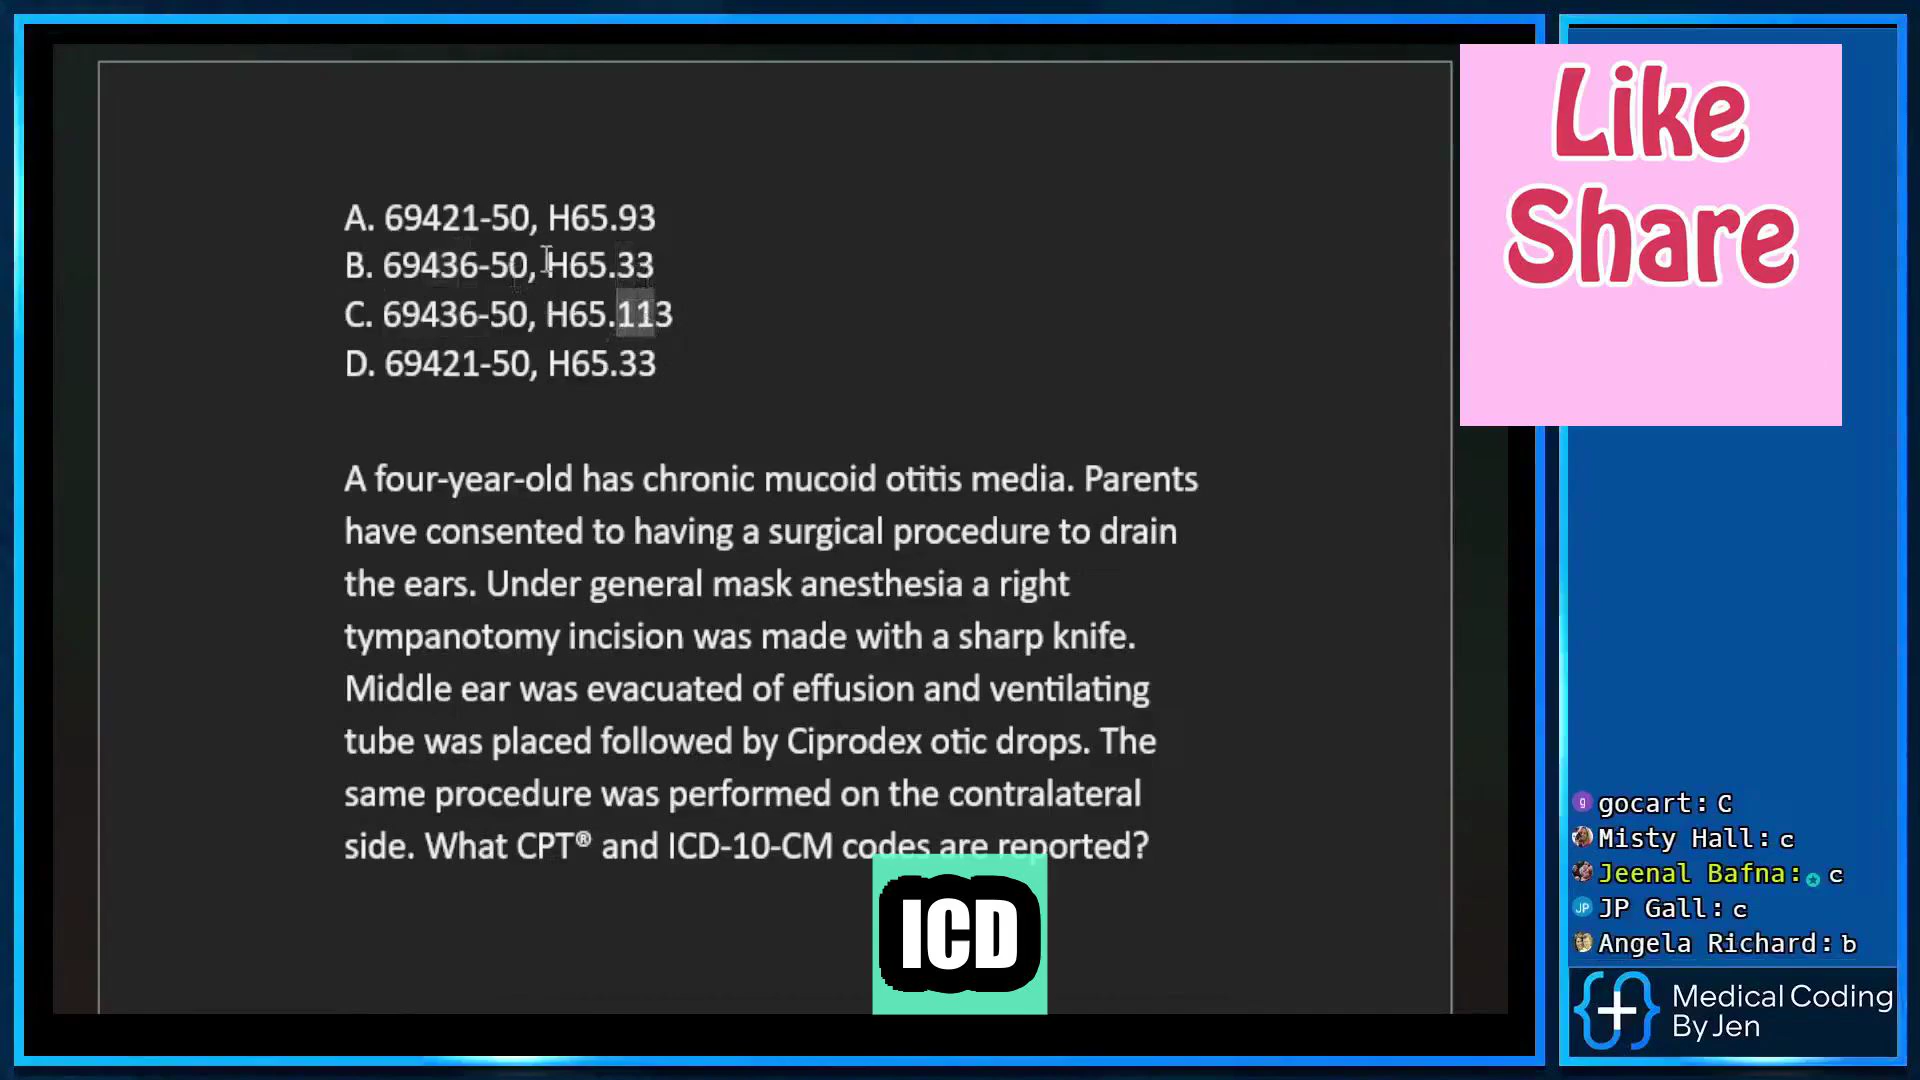 A. 69421-50, H65.93
B. 69436-50, H65.33
C. 69436-50, H65.113
D. 69421-50, H65.33
A four-year-old has chronic mucoid otitis media. Parents
have consented to having a surgical procedure to drain
the ears. Under general mask anesthesia a right
tympanotomy incision was made with a sharp knife.
Middle ear was evacuated of effusion and ventilating
tube was placed followed by Ciprodex otic drops. The
same procedure was performed on the contralateral
side. What CPT® and ICD-10-CM codes are reported?
ICD
Like
Share
g gocart: C
Misty Hall: c
Jeenal Bafna: c
JP JP Gall: c
Angela Richard: b
Medical Coding
By Jen